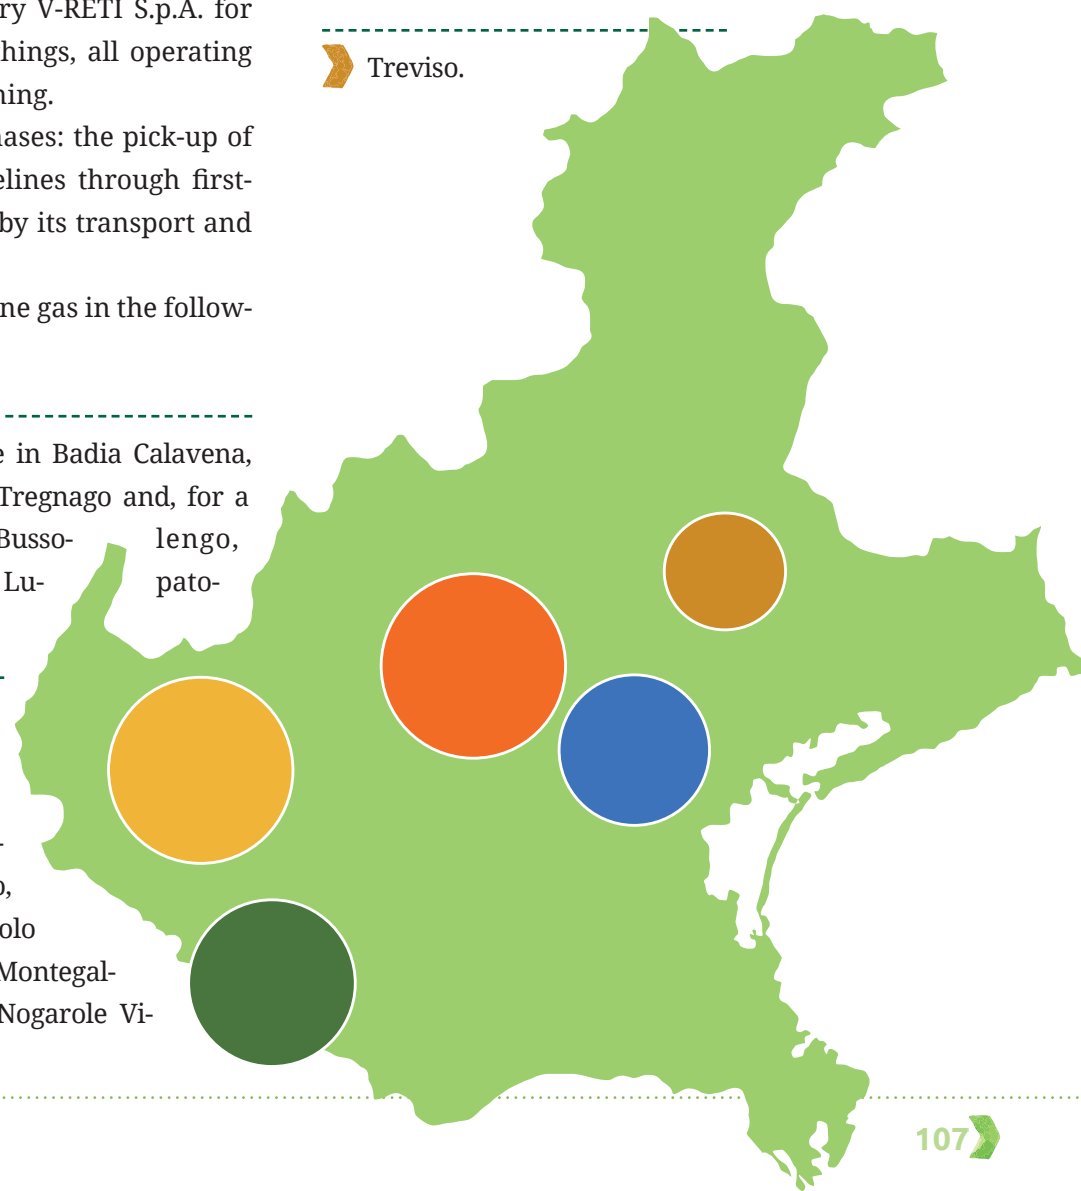 ry V-RETI S.p.A. for
hings, all operating
ning.
ases: the pick-up of
elines through first-
by its transport and
ne gas in the follow-
e in Badia Calavena,
Tregnago and, for a
Busso- lengo,
Lu- pato-
-
o,
olo
Montegal-
Nogarole Vi-
Treviso.
107